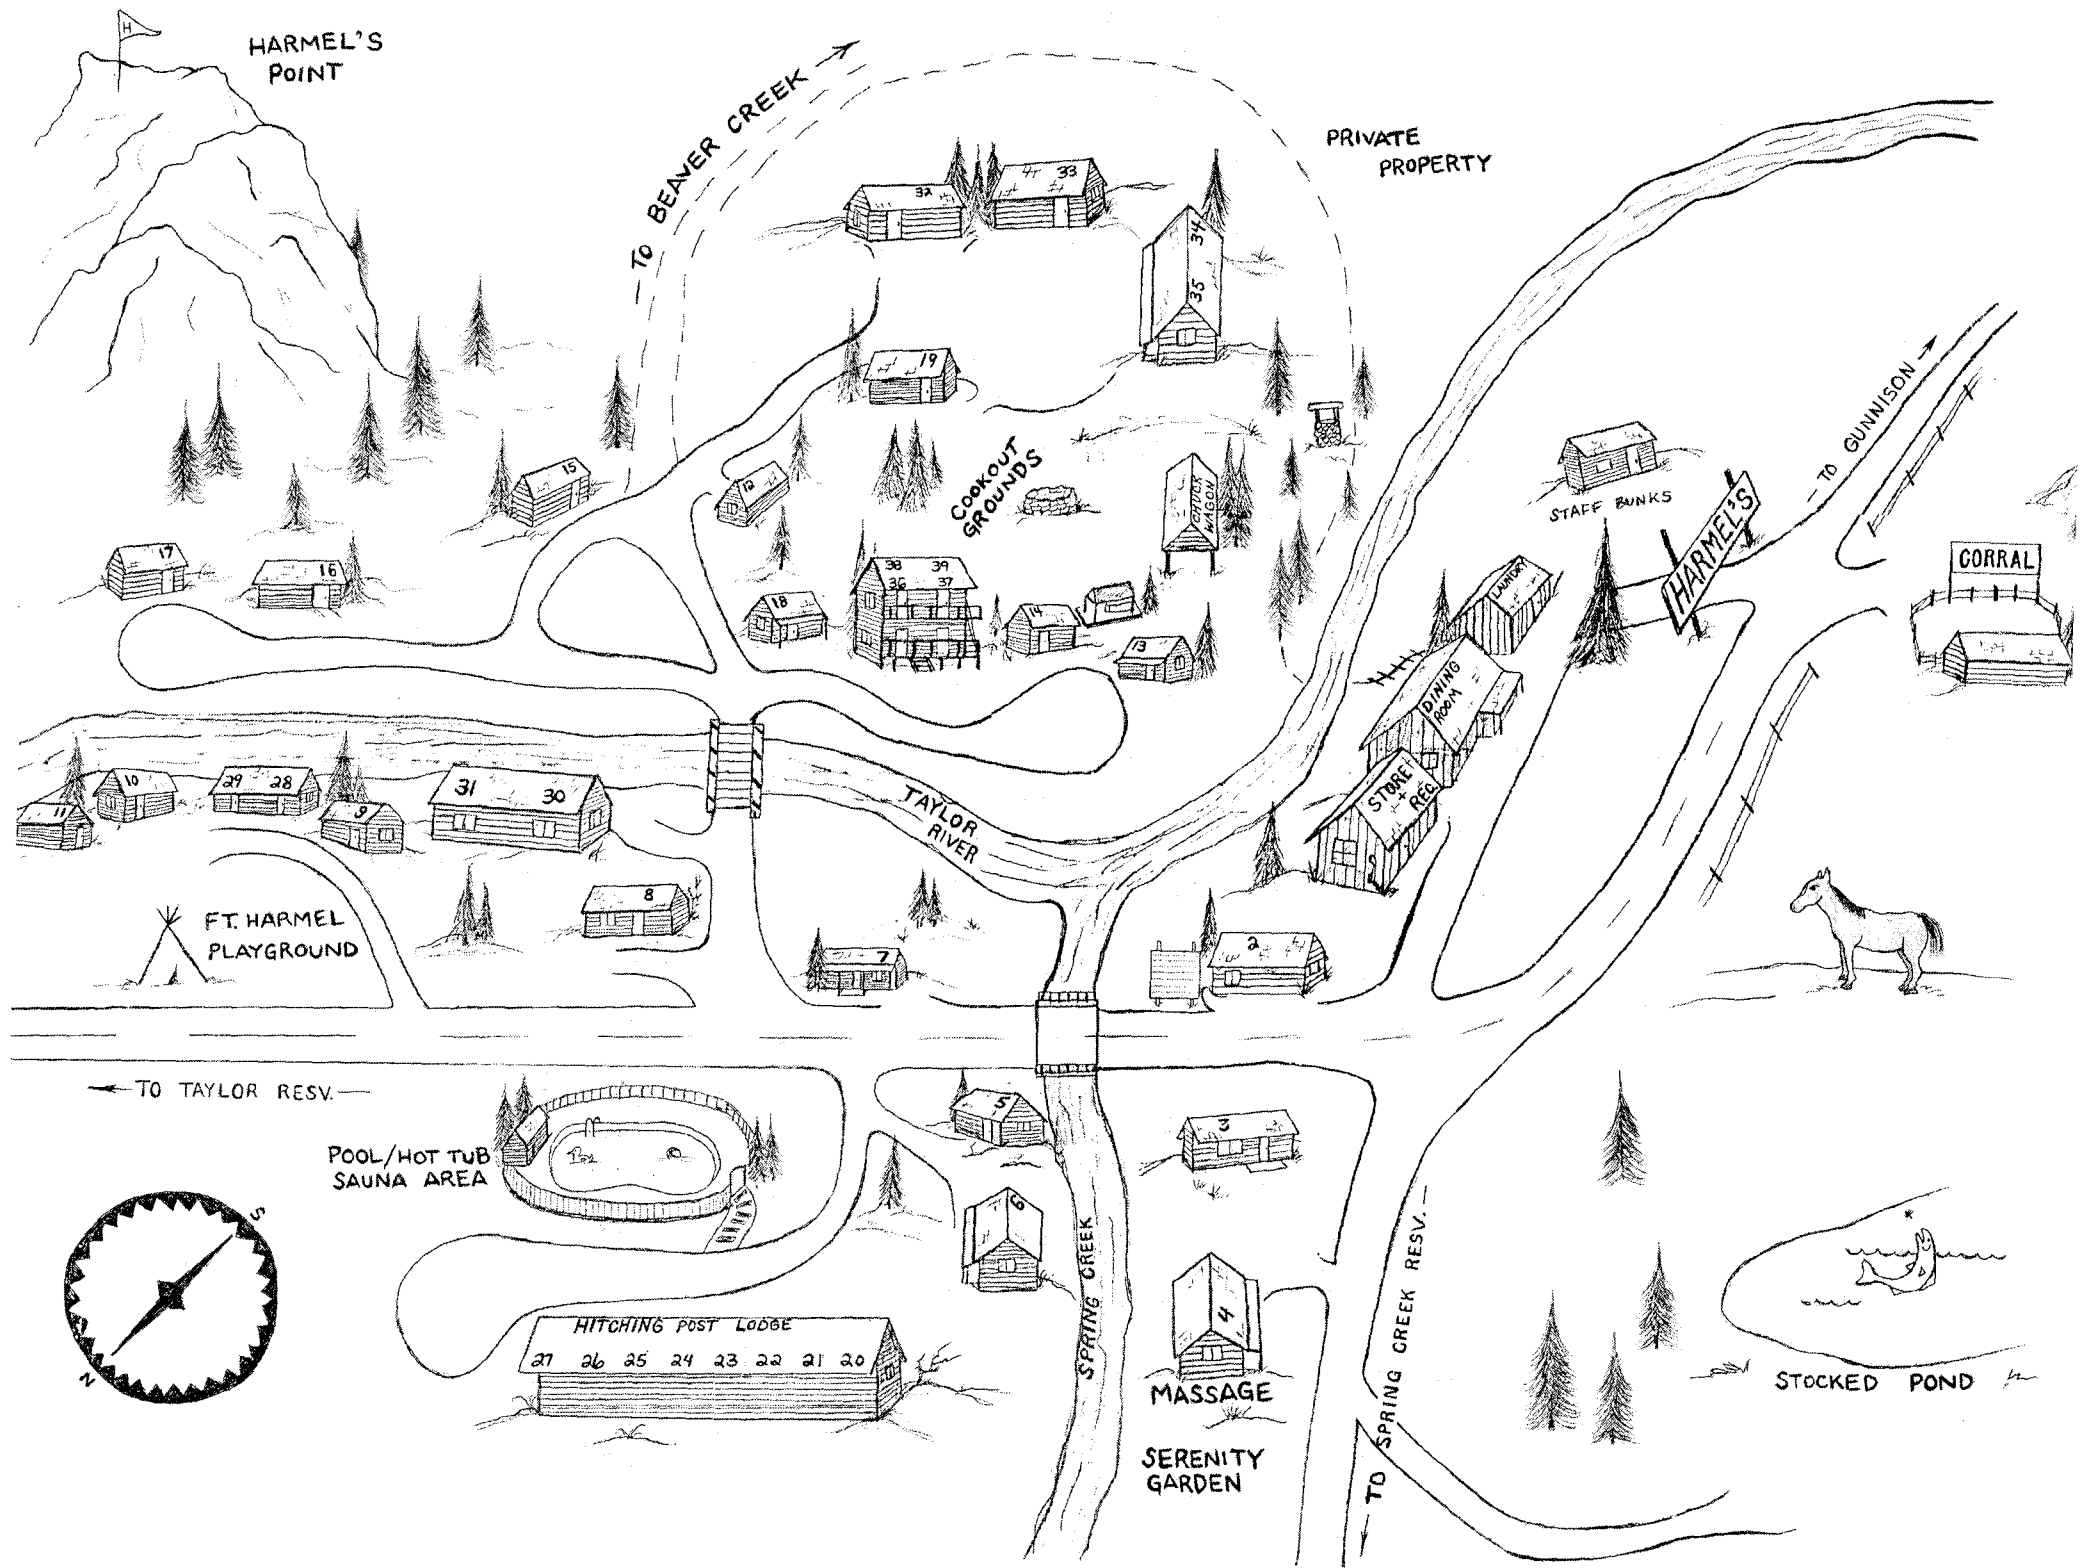 H
HARMEL'S
POINT
TO BEAVER CREEK
PRIVATE
PROPERTY
32
33
34
35
19
TO GUNNISON
15
12
COOKOUT
GROUNDS
CHUCK
WAGON
STAFF BUNKS
HARMEL'S
LAUNDRY
CORRAL
17
16
18
38 39
36 37
14
1
13
DINING
ROOM
STORE
+
REC.
11
10
29 28
9
31 30
TAYLOR
RIVER
8
FT. HARMEL
PLAYGROUND
7
2
TO TAYLOR RESV.
POOL/HOT TUB
SAUNA AREA
5
3
6
S
N
SPRING CREEK
4
MASSAGE
SERENITY
GARDEN
TO SPRING CREEK RESV.
HITCHING POST LODGE
27 26 25 24 23 22 21 20
STOCKED POND